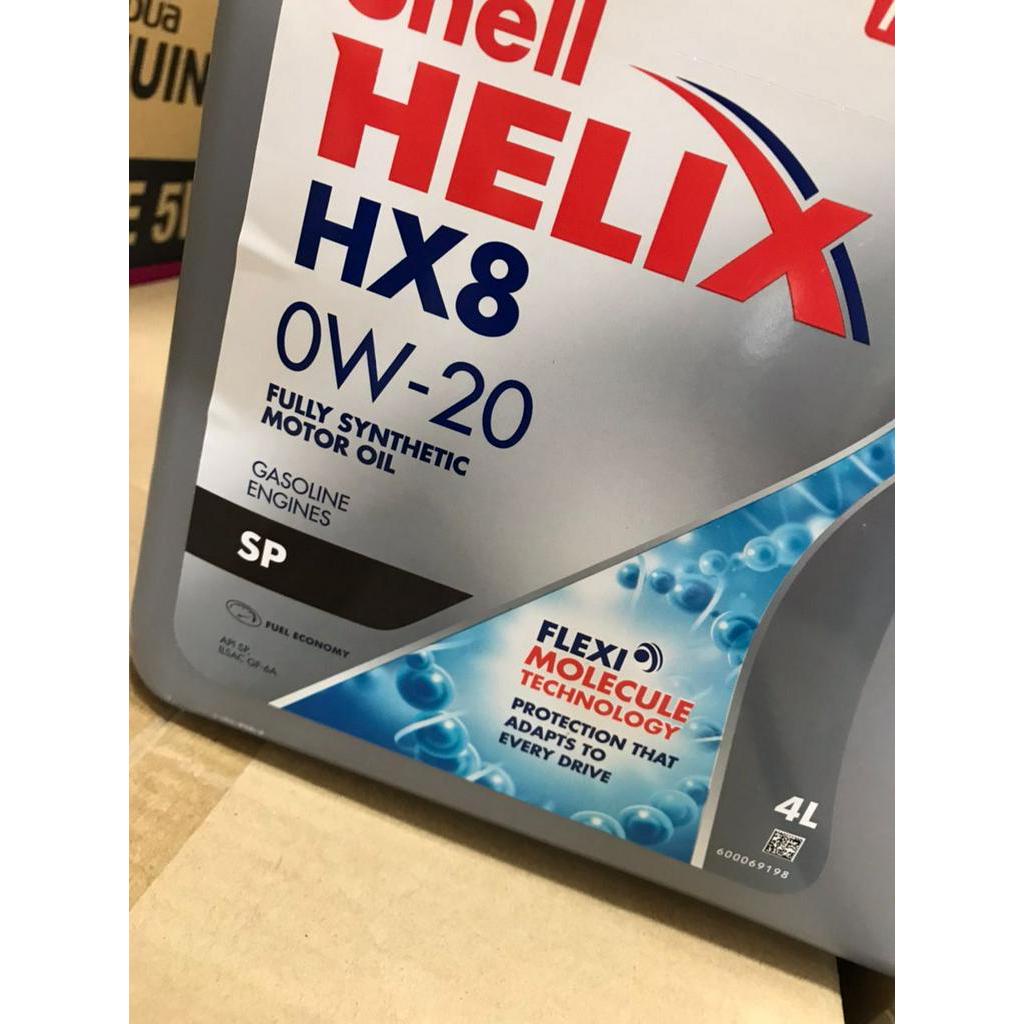 Shell
HELIX
HX8
0W-20
FULLY SYNTHETIC
MOTOR OIL
GASOLINE
ENGINES
SP
FUEL ECONOMY
API SP
ILSAC GF-6A
FLEXI
MOLECULE
TECHNOLOGY
PROTECTION THAT
ADAPTS TO
EVERY DRIVE
4L
600069198